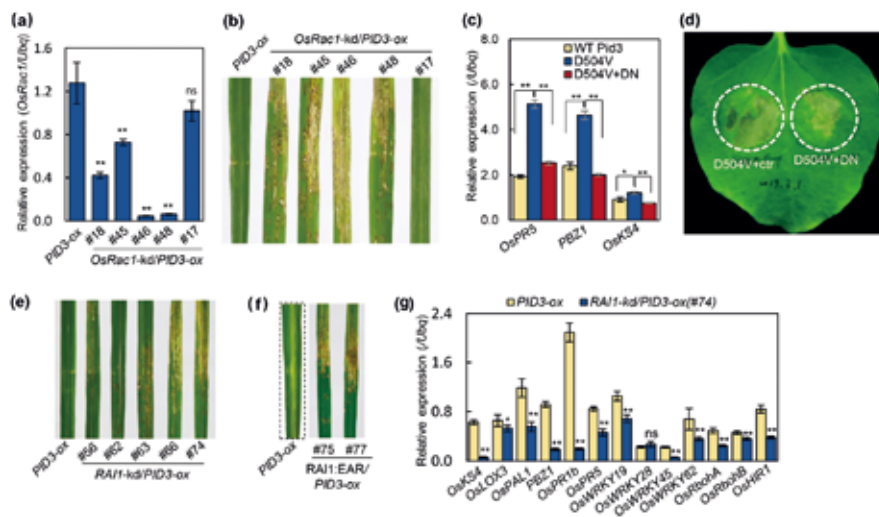 (a)
Relative expression (OsRac1/Ubq)
1.6
1.2
0.8
0.4
0.0
**
**
**
**
ns
PID3-ox
#18
#45
#46
#48
#17
OsRac1-kd/PID3-ox
(b)
OsRac1-kd/PID3-ox
PID3-ox
#18
#45
#46
#48
#17
(c)
Relative expression (/Ubq)
8.0
6.0
4.0
2.0
0.0
WT Pid3
D504V
D504V+DN
** **
** **
* **
OsPR5
PBZ1
OsKS4
(d)
D504V+ctr
D504V+DN
(e)
PID3-ox
#56
#62
#63
#66
#74
RAI1-kd/PID3-ox
(f)
PID3-ox
#75
#77
RAI1:EAR/
PID3-ox
(g)
PID3-ox
RAI1-kd/PID3-ox(#74)
Relative expression (/Ubq)
2.4
1.8
1.2
0.6
0.0
**
*
**
**
**
**
**
ns
**
**
**
**
**
OsKS4
OsLOX3
OsPAL1
PBZ1
OsPR1b
OsPR5
OsWRKY19
OsWRKY28
OsWRKY45
OsWRKY62
OsRbohA
OsRbohB
OsHIR1